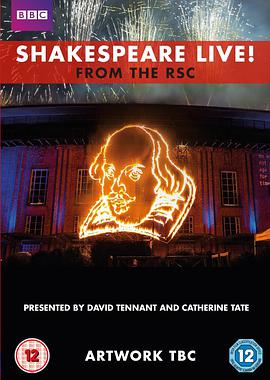 BBC
SHAKESPEARE LIVE!
FROM THE RSC
PRESENTED BY DAVID TENNANT AND CATHERINE TATE
12
ARTWORK TBC
12